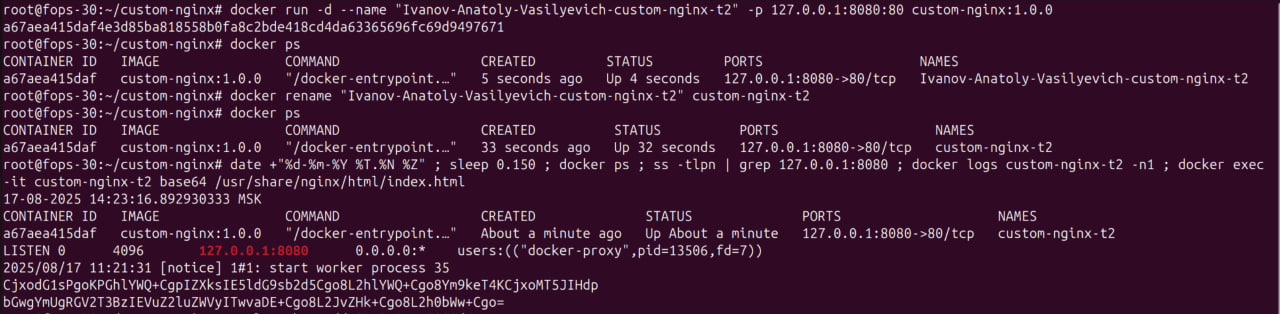 root@fops-30:~/custom-nginx# docker run -d --name "Ivanov-Anatoly-Vasilyevich-custom-nginx-t2" -p 127.0.0.1:8080:80 custom-nginx:1.0.0
a67aea415daf4e3d85ba818558b0fa8c2bde418cd4da63365696fc69d9497671
root@fops-30:~/custom-nginx# docker ps
CONTAINER ID   IMAGE                COMMAND                  CREATED         STATUS         PORTS                    NAMES
a67aea415daf   custom-nginx:1.0.0   "/docker-entrypoint.…"   5 seconds ago   Up 4 seconds   127.0.0.1:8080->80/tcp   Ivanov-Anatoly-Vasilyevich-custom-nginx-t2
root@fops-30:~/custom-nginx# docker rename "Ivanov-Anatoly-Vasilyevich-custom-nginx-t2" custom-nginx-t2
root@fops-30:~/custom-nginx# docker ps
CONTAINER ID   IMAGE                COMMAND                  CREATED          STATUS          PORTS                    NAMES
a67aea415daf   custom-nginx:1.0.0   "/docker-entrypoint.…"   33 seconds ago   Up 32 seconds   127.0.0.1:8080->80/tcp   custom-nginx-t2
root@fops-30:~/custom-nginx# date +"%d-%m-%Y %T.%N %Z" ; sleep 0.150 ; docker ps ; ss -tlpn | grep 127.0.0.1:8080 ; docker logs custom-nginx-t2 -n1 ; docker exec
-it custom-nginx-t2 base64 /usr/share/nginx/html/index.html
17-08-2025 14:23:16.892930333 MSK
CONTAINER ID   IMAGE                COMMAND                  CREATED              STATUS              PORTS                    NAMES
a67aea415daf   custom-nginx:1.0.0   "/docker-entrypoint.…"   About a minute ago   Up About a minute   127.0.0.1:8080->80/tcp   custom-nginx-t2
LISTEN 0      4096       127.0.0.1:8080      0.0.0.0:*    users:(("docker-proxy",pid=13506,fd=7))
2025/08/17 11:21:31 [notice] 1#1: start worker process 35
CjxodG1sPgoKPGhlYWQ+CgpIZXksIE5ldG9sb2d5Cgo8L2hlYWQ+Cgo8Ym9keT4KCjxoMT5JIHdp
bGwgYmUgRGV2T3BzIEVuZ2luZWVyITwvaDE+Cgo8L2JvZHk+Cgo8L2h0bWw+Cgo=